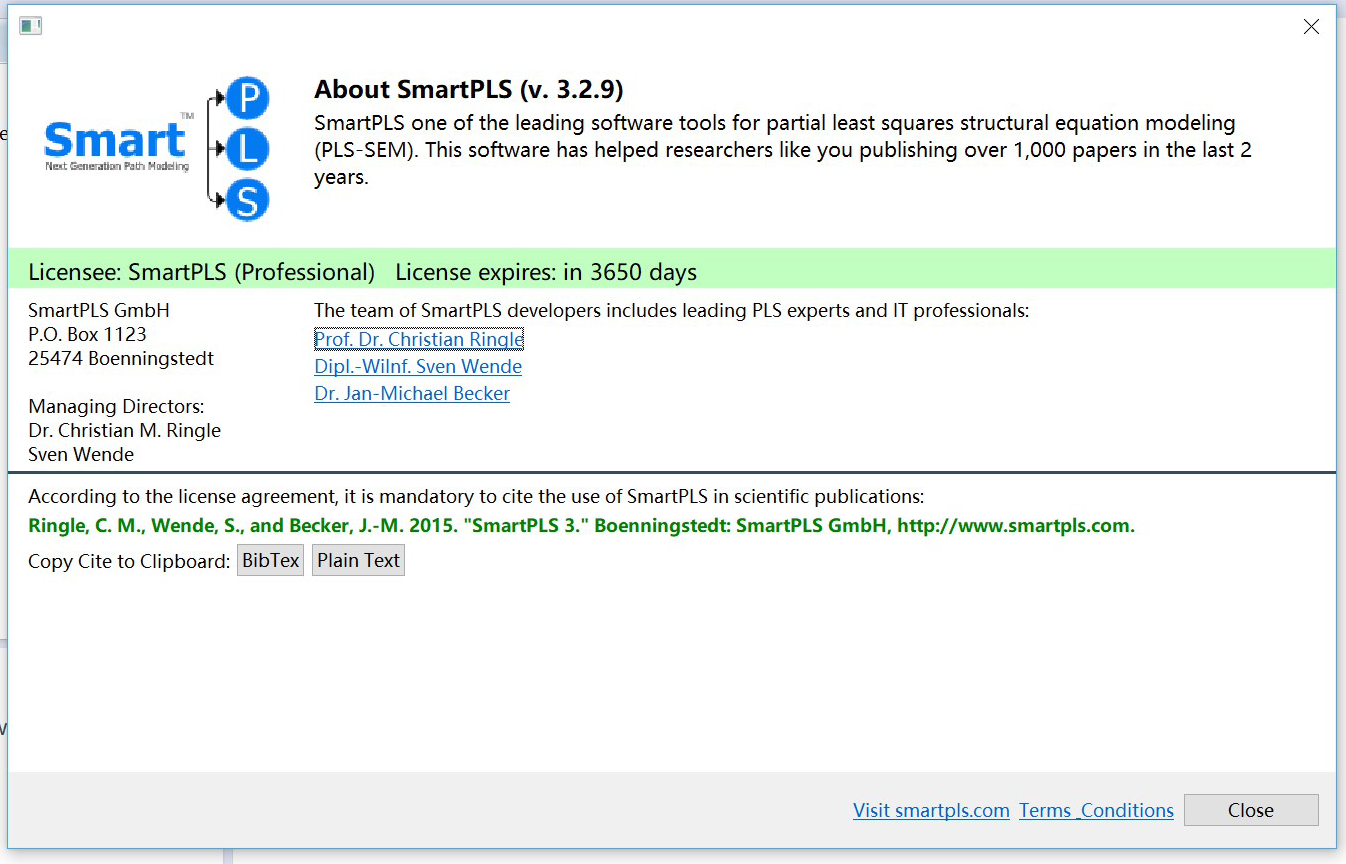 Smart™
Next Generation Path Modeling
P
L
S
About SmartPLS (v. 3.2.9)
SmartPLS one of the leading software tools for partial least squares structural equation modeling
(PLS-SEM). This software has helped researchers like you publishing over 1,000 papers in the last 2
years.
Licensee: SmartPLS (Professional) License expires: in 3650 days
SmartPLS GmbH
P.O. Box 1123
25474 Boenningstedt
Managing Directors:
Dr. Christian M. Ringle
Sven Wende
The team of SmartPLS developers includes leading PLS experts and IT professionals:
Prof. Dr. Christian Ringle
Dipl.-WiInf. Sven Wende
Dr. Jan-Michael Becker
According to the license agreement, it is mandatory to cite the use of SmartPLS in scientific publications:
Ringle, C. M., Wende, S., and Becker, J.-M. 2015. "SmartPLS 3." Boenningstedt: SmartPLS GmbH, http://www.smartpls.com.
Copy Cite to Clipboard: BibTex Plain Text
Visit smartpls.com Terms_Conditions Close